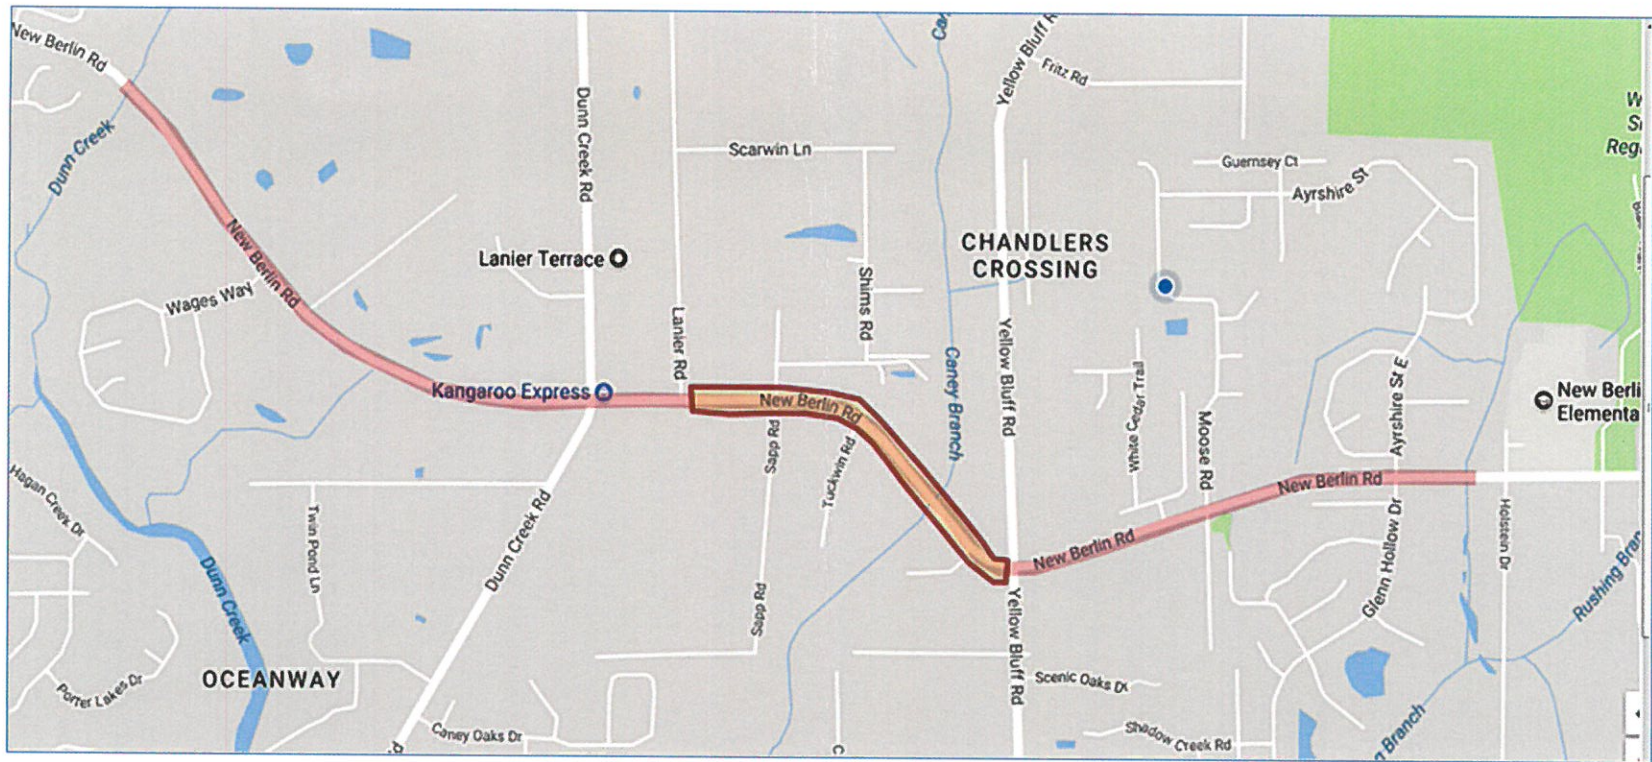 New Berlin Rd
Dunn Creek
Dunn Creek Rd
Scarwin Ln
Yellow Bluff R
Fritz Rd
Guernsey Ct
Ayrshire St
W
Reg
New Berlin Rd
Wages Way
Lanier Terrace
Shims Rd
CHANDLERS
CROSSING
Lanier Rd
Kangaroo Express
New Berlin Rd
Caney Branch
Yellow Bluff Rd
White Cedar Trail
Moose Rd
Ayrshire St E
New Berli
Elementa
Sapp Rd
Tuckwin Rd
New Berlin Rd
Hagan Creek Dr
Twin Pond Ln
Dunn Creek Rd
Dunn Creek
New Berlin Rd
Glenn Hollow Dr
Holstein Dr
Rushing Bran
Sapp Rd
OCEANWAY
Porter Lakes Dr
Yellow Bluff Rd
Scenic Oaks Dr
Caney Oaks Dr
Shadow Creek Rd
g Branch